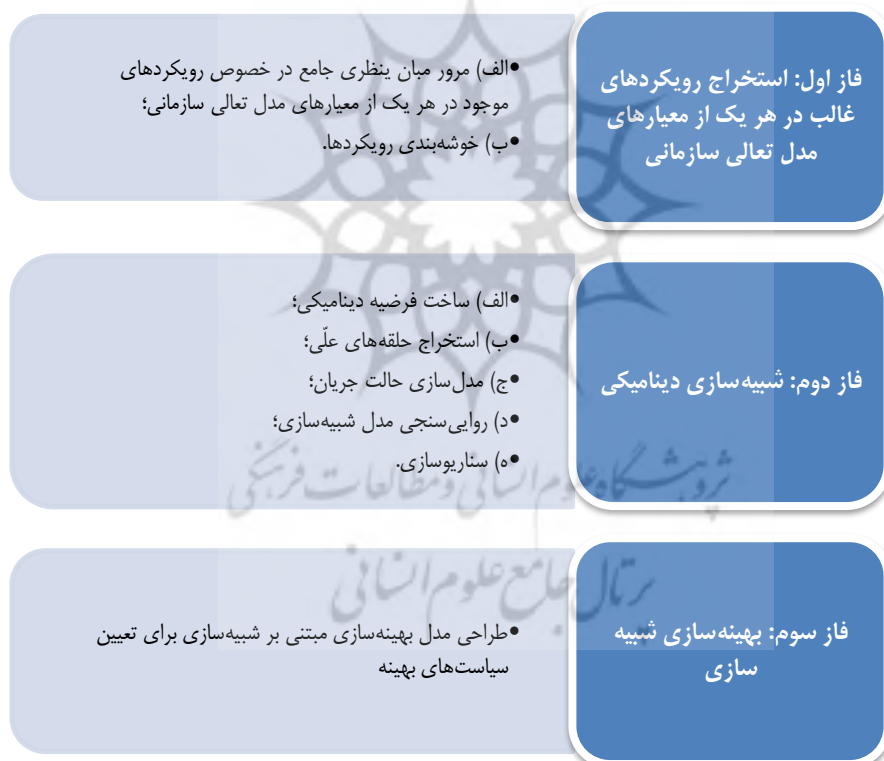 فاز اول: استخراج رویکردهای
غالب در هر یک از معیارهای
مدل تعالی سازمانی
•الف) مرور مبان ینظری جامع در خصوص رویکردهای
موجود در هر یک از معیارهای مدل تعالی سازمانی؛
•ب) خوشه‌بندی رویکردها.
فاز دوم: شبیه‌سازی دینامیکی
•الف) ساخت فرضیه دینامیکی؛
•ب) استخراج حلقه‌های علّی؛
•ج) مدل‌سازی حالت جریان؛
•د) روایی‌سنجی مدل شبیه‌سازی؛
•ه) سناریوسازی.
پژوهشگاه علوم انسانی و مطالعات فرهنگی
پرتال جامع علوم انسانی
فاز سوم: بهینه‌سازی شبیه
سازی
•طراحی مدل بهینه‌سازی مبتنی بر شبیه‌سازی برای تعیین
سیاست‌های بهینه